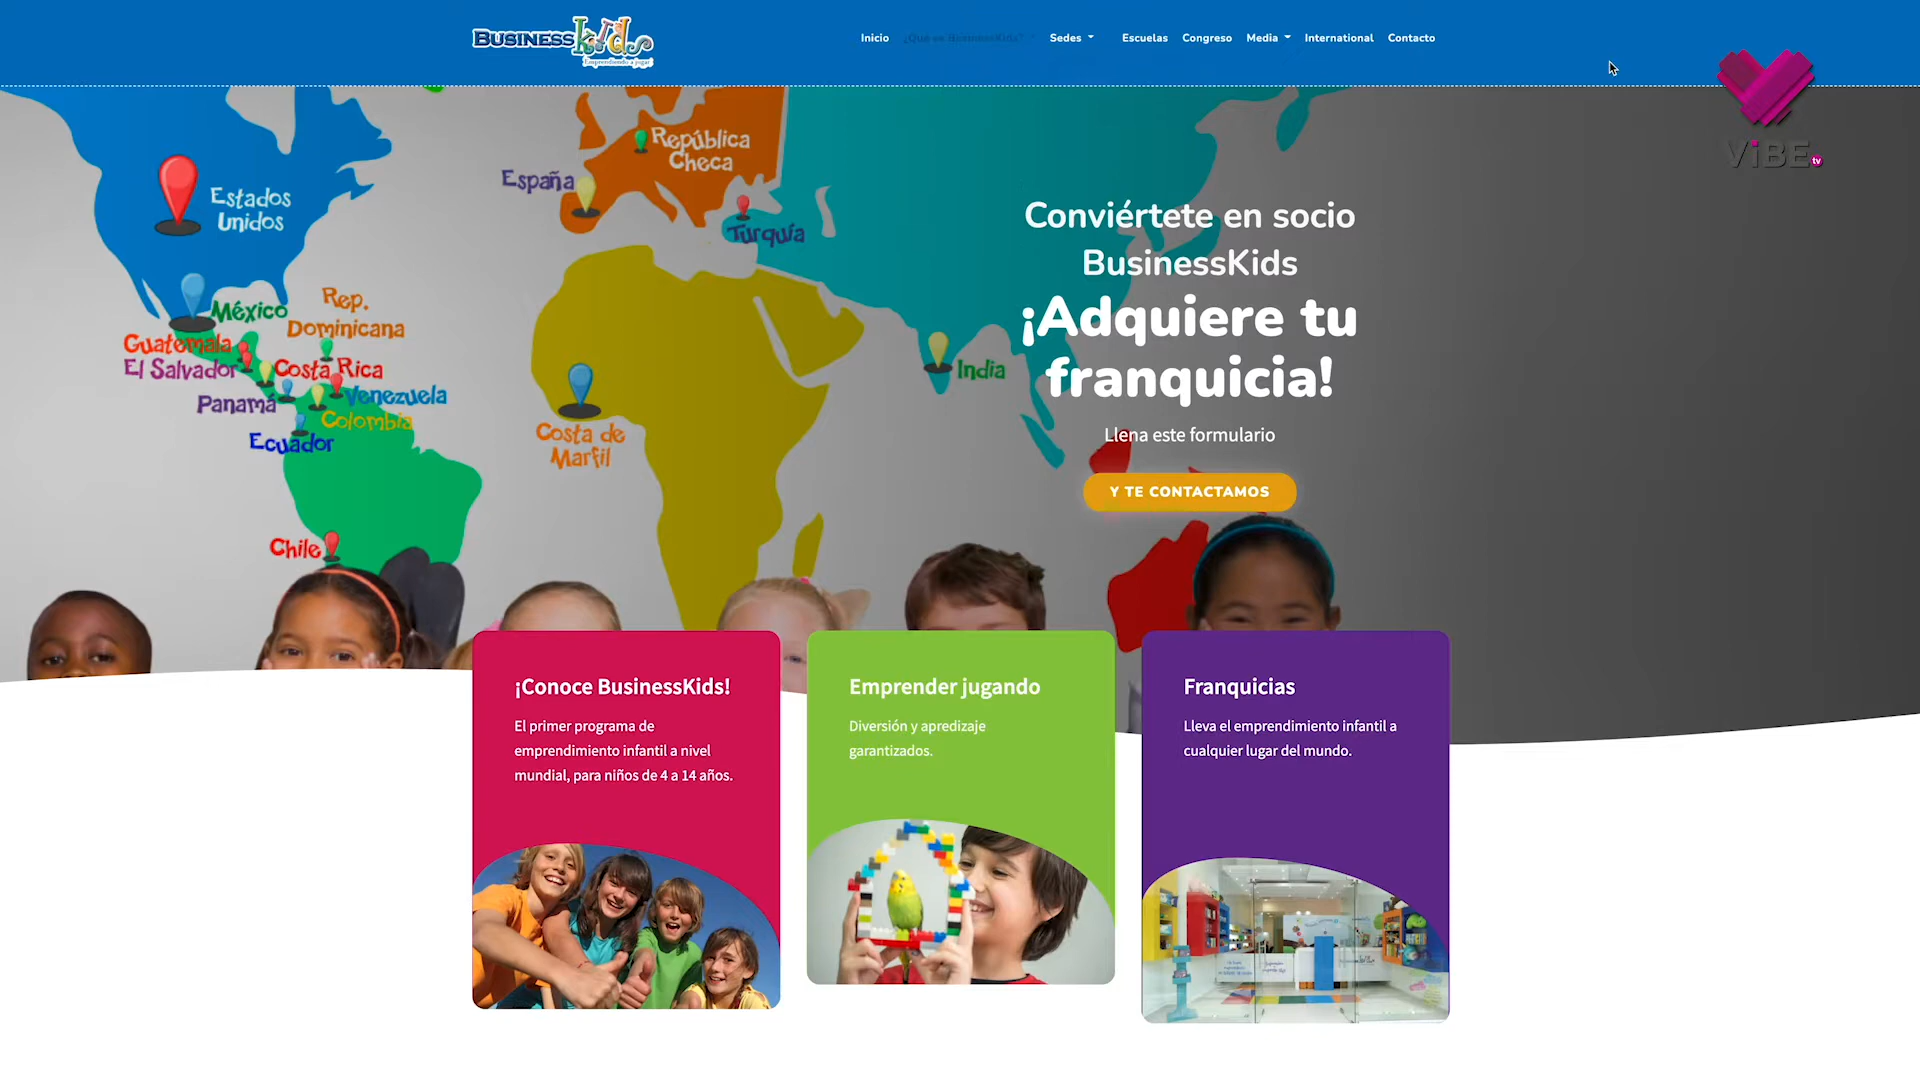 BUSINESS Kids
Emprendiendo a jugar!
Inicio
¿Qué es BusinessKids?
Sedes
Escuelas
Congreso
Media
International
Contacto
ViBE tv
Estados
Unidos
España
República
Checa
Turquía
México
Rep.
Dominicana
Guatemala
El Salvador
Costa Rica
Panamá
Venezuela
Colombia
Ecuador
Chile
Costa de
Marfil
India
Conviértete en socio
BusinessKids
¡Adquiere tu
franquicia!
Llena este formulario
Y TE CONTACTAMOS
¡Conoce BusinessKids!
El primer programa de
emprendimiento infantil a nivel
mundial, para niños de 4 a 14 años.
Emprender jugando
Diversión y apredizaje
garantizados.
Franquicias
Lleva el emprendimiento infantil a
cualquier lugar del mundo.